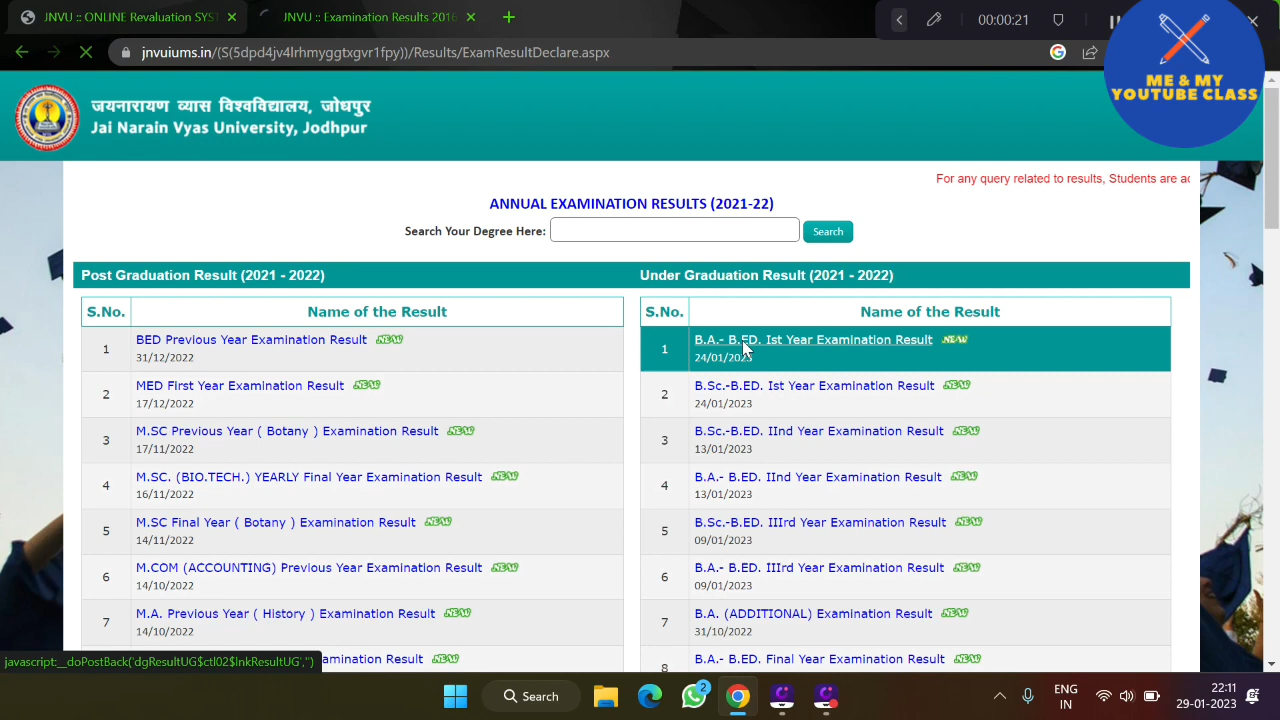 JNVU :: ONLINE Revaluation SYST
JNVU :: Examination Results 2016
00:00:21
jnvuiums.in/(S(5dpd4jv4lrhmyggtxgvr1fpy))/Results/ExamResultDeclare.aspx
ME & MY
YOUTUBE CLASS
जयनारायण व्यास विश्वविद्यालय, जोधपुर
Jai Narain Vyas University, Jodhpur
For any query related to results, Students are ad
ANNUAL EXAMINATION RESULTS (2021-22)
Search Your Degree Here:
Search
Post Graduation Result (2021 - 2022)
S.No. Name of the Result
1 BED Previous Year Examination Result NEW
31/12/2022
2 MED First Year Examination Result NEW
17/12/2022
3 M.SC Previous Year ( Botany ) Examination Result NEW
17/11/2022
4 M.SC. (BIO.TECH.) YEARLY Final Year Examination Result NEW
16/11/2022
5 M.SC Final Year ( Botany ) Examination Result NEW
14/11/2022
6 M.COM (ACCOUNTING) Previous Year Examination Result NEW
14/10/2022
7 M.A. Previous Year ( History ) Examination Result NEW
14/10/2022
amination Result NEW
Under Graduation Result (2021 - 2022)
S.No. Name of the Result
1 B.A.- B.ED. Ist Year Examination Result NEW
24/01/2023
2 B.Sc.-B.ED. Ist Year Examination Result NEW
24/01/2023
3 B.Sc.-B.ED. IInd Year Examination Result NEW
13/01/2023
4 B.A.- B.ED. IInd Year Examination Result NEW
13/01/2023
5 B.Sc.-B.ED. IIIrd Year Examination Result NEW
09/01/2023
6 B.A.- B.ED. IIIrd Year Examination Result NEW
09/01/2023
7 B.A. (ADDITIONAL) Examination Result NEW
31/10/2022
8 B.A.- B.ED. Final Year Examination Result NEW
javascript:__doPostBack('dgResultUG$ctl02$lnkResultUG','')
Search
2
ENG
IN
22:11
29-01-2023